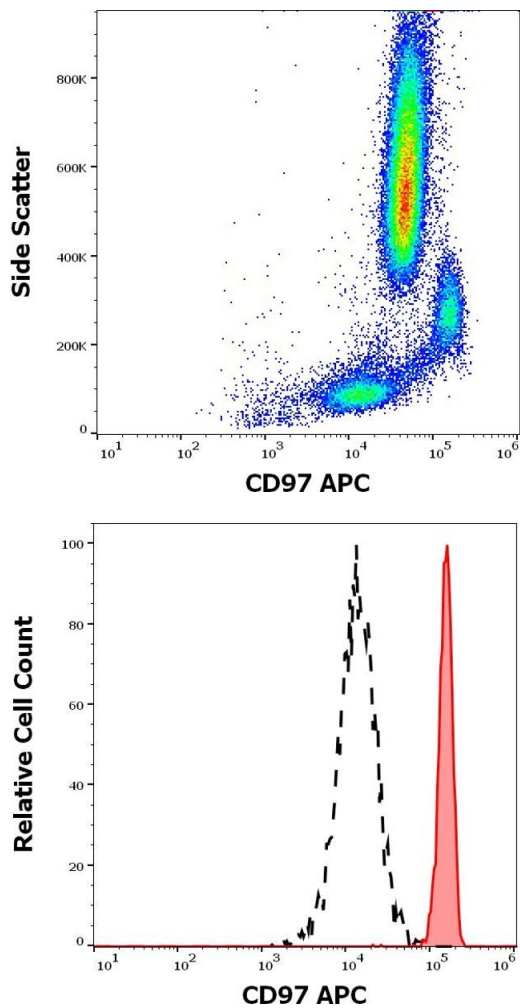 Side Scatter
800K
600K
400K
200K
0
10¹ 10² 10³ 10⁴ 10⁵ 10⁶
CD97 APC
Relative Cell Count
100
80
60
40
20
0
10¹ 10² 10³ 10⁴ 10⁵ 10⁶
CD97 APC